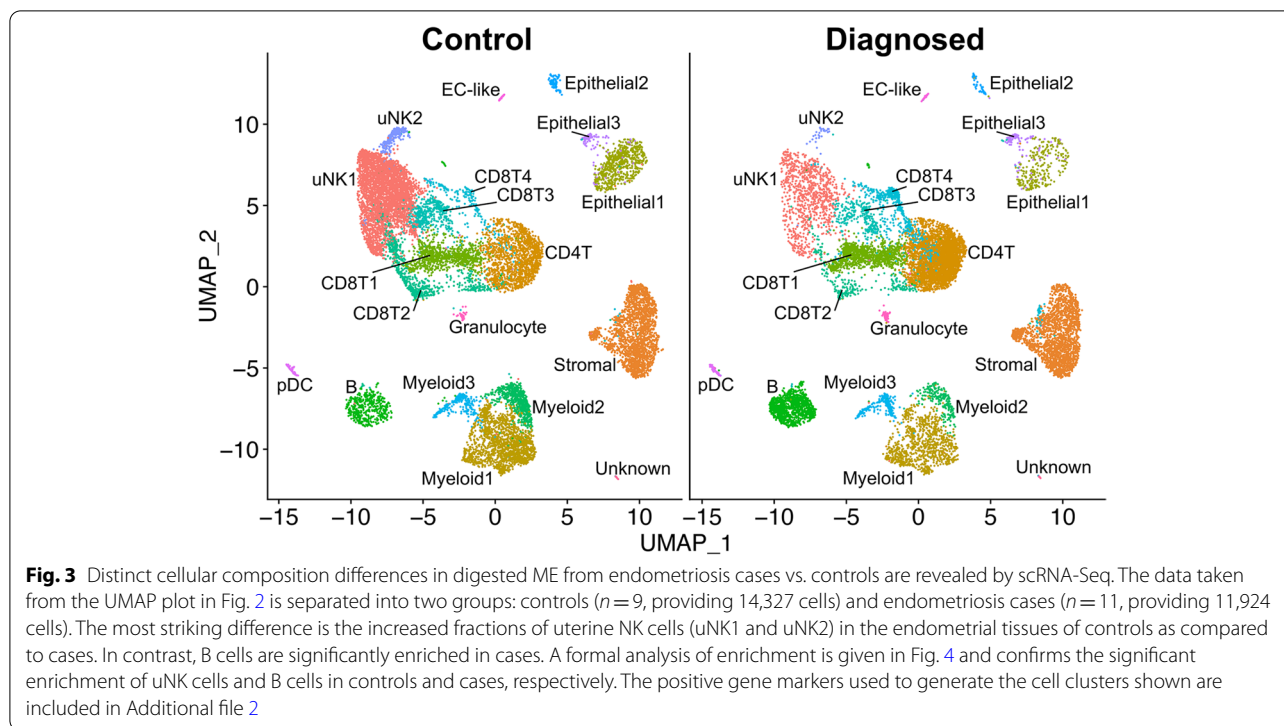 Control
Diagnosed
EC-like
Epithelial2
uNK2
Epithelial3
CD8T4
uNK1
CD8T3
Epithelial1
CD4T
CD8T1
CD8T2
Granulocyte
Stromal
pDC
B
Myeloid3
Myeloid2
Myeloid1
Unknown
EC-like
Epithelial2
uNK2
Epithelial3
CD8T4
uNK1
CD8T3
Epithelial1
CD4T
CD8T1
CD8T2
Granulocyte
Stromal
pDC
B
Myeloid3
Myeloid2
Myeloid1
Unknown
10
5
0
−5
−10
UMAP_2
−15 −10 −5 0 5 10 −15 −10 −5 0 5 10
UMAP_1
Fig. 3 Distinct cellular composition differences in digested ME from endometriosis cases vs. controls are revealed by scRNA-Seq. The data taken
from the UMAP plot in Fig. 2 is separated into two groups: controls (n = 9, providing 14,327 cells) and endometriosis cases (n = 11, providing 11,924
cells). The most striking difference is the increased fractions of uterine NK cells (uNK1 and uNK2) in the endometrial tissues of controls as compared
to cases. In contrast, B cells are significantly enriched in cases. A formal analysis of enrichment is given in Fig. 4 and confirms the significant
enrichment of uNK cells and B cells in controls and cases, respectively. The positive gene markers used to generate the cell clusters shown are
included in Additional file 2